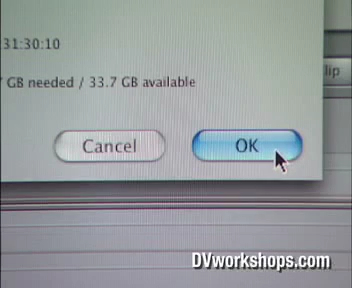 31:30:10
GB needed / 33.7 GB available
lip
Cancel
OK
DVworkshops.com